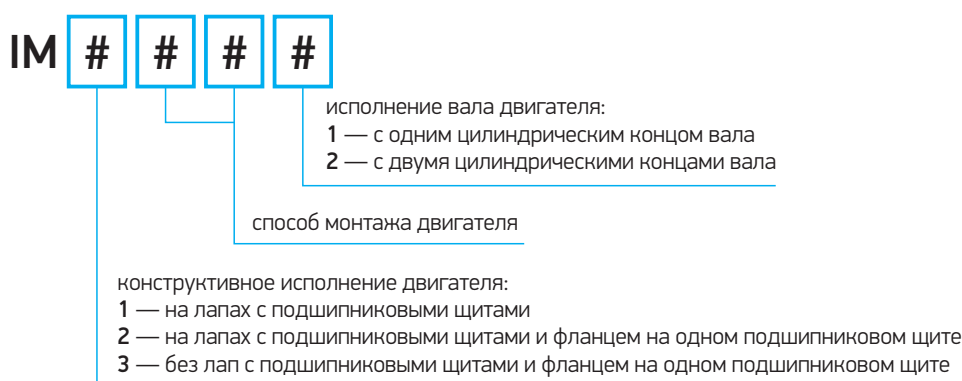 IM # # # #
исполнение вала двигателя:
1 — с одним цилиндрическим концом вала
2 — с двумя цилиндрическими концами вала
способ монтажа двигателя
конструктивное исполнение двигателя:
1 — на лапах с подшипниковыми щитами
2 — на лапах с подшипниковыми щитами и фланцем на одном подшипниковом щите
3 — без лап с подшипниковыми щитами и фланцем на одном подшипниковом щите